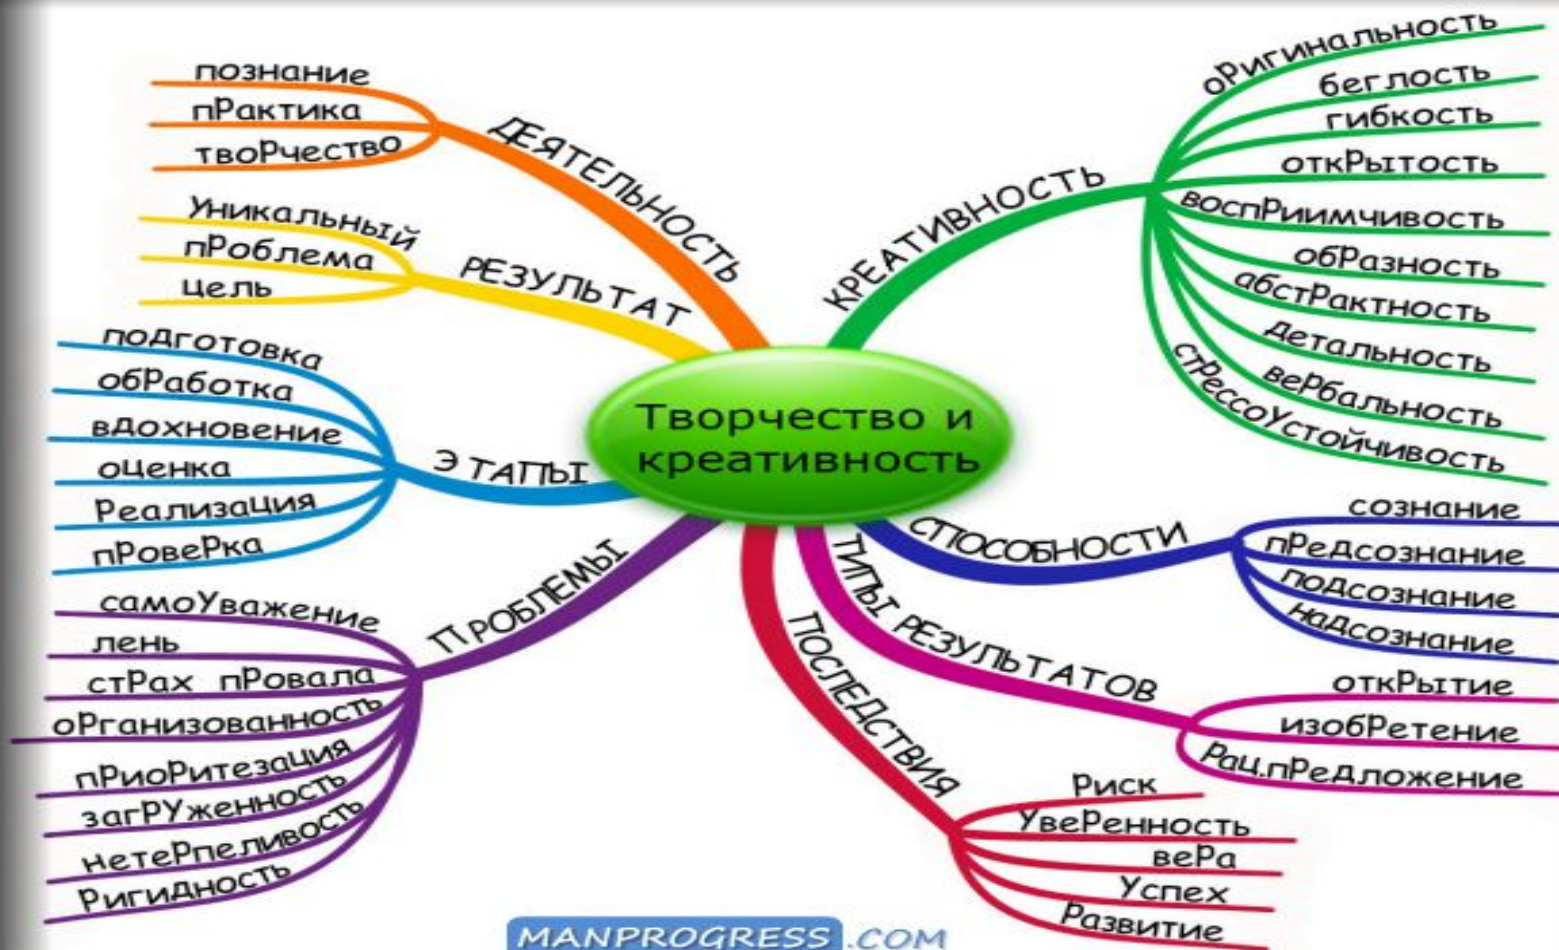 Творчество и
креативность
КРЕАТИВНОСТЬ
оРигинальность
беглость
гибкость
откРытость
воспРиимчивость
обРазность
абстРактность
детальность
веРбальность
стРессоУстойчивость
СПОСОБНОСТИ
сознание
пРедсознание
подсознание
надсознание
ТИПЫ РЕЗУЛЬТАТОВ
откРытие
изобРетение
Рац.пРедложение
ПОСЛЕДСТВИЯ
Риск
УвеРенность
веРа
Успех
Развитие
ПРОБЛЕМЫ
самоУважение
лень
стРах пРовала
оРганизованность
пРиоРитезация
загРУженность
нетеРпеливость
Ригидность
ЭТАПЫ
подготовка
обРаботка
вдохновение
оценка
Реализация
пРовеРка
РЕЗУЛЬТАТ
Уникальный
пРоблема
цель
ДЕЯТЕЛЬНОСТЬ
познание
пРактика
твоРчество
MANPROGRESS.COM